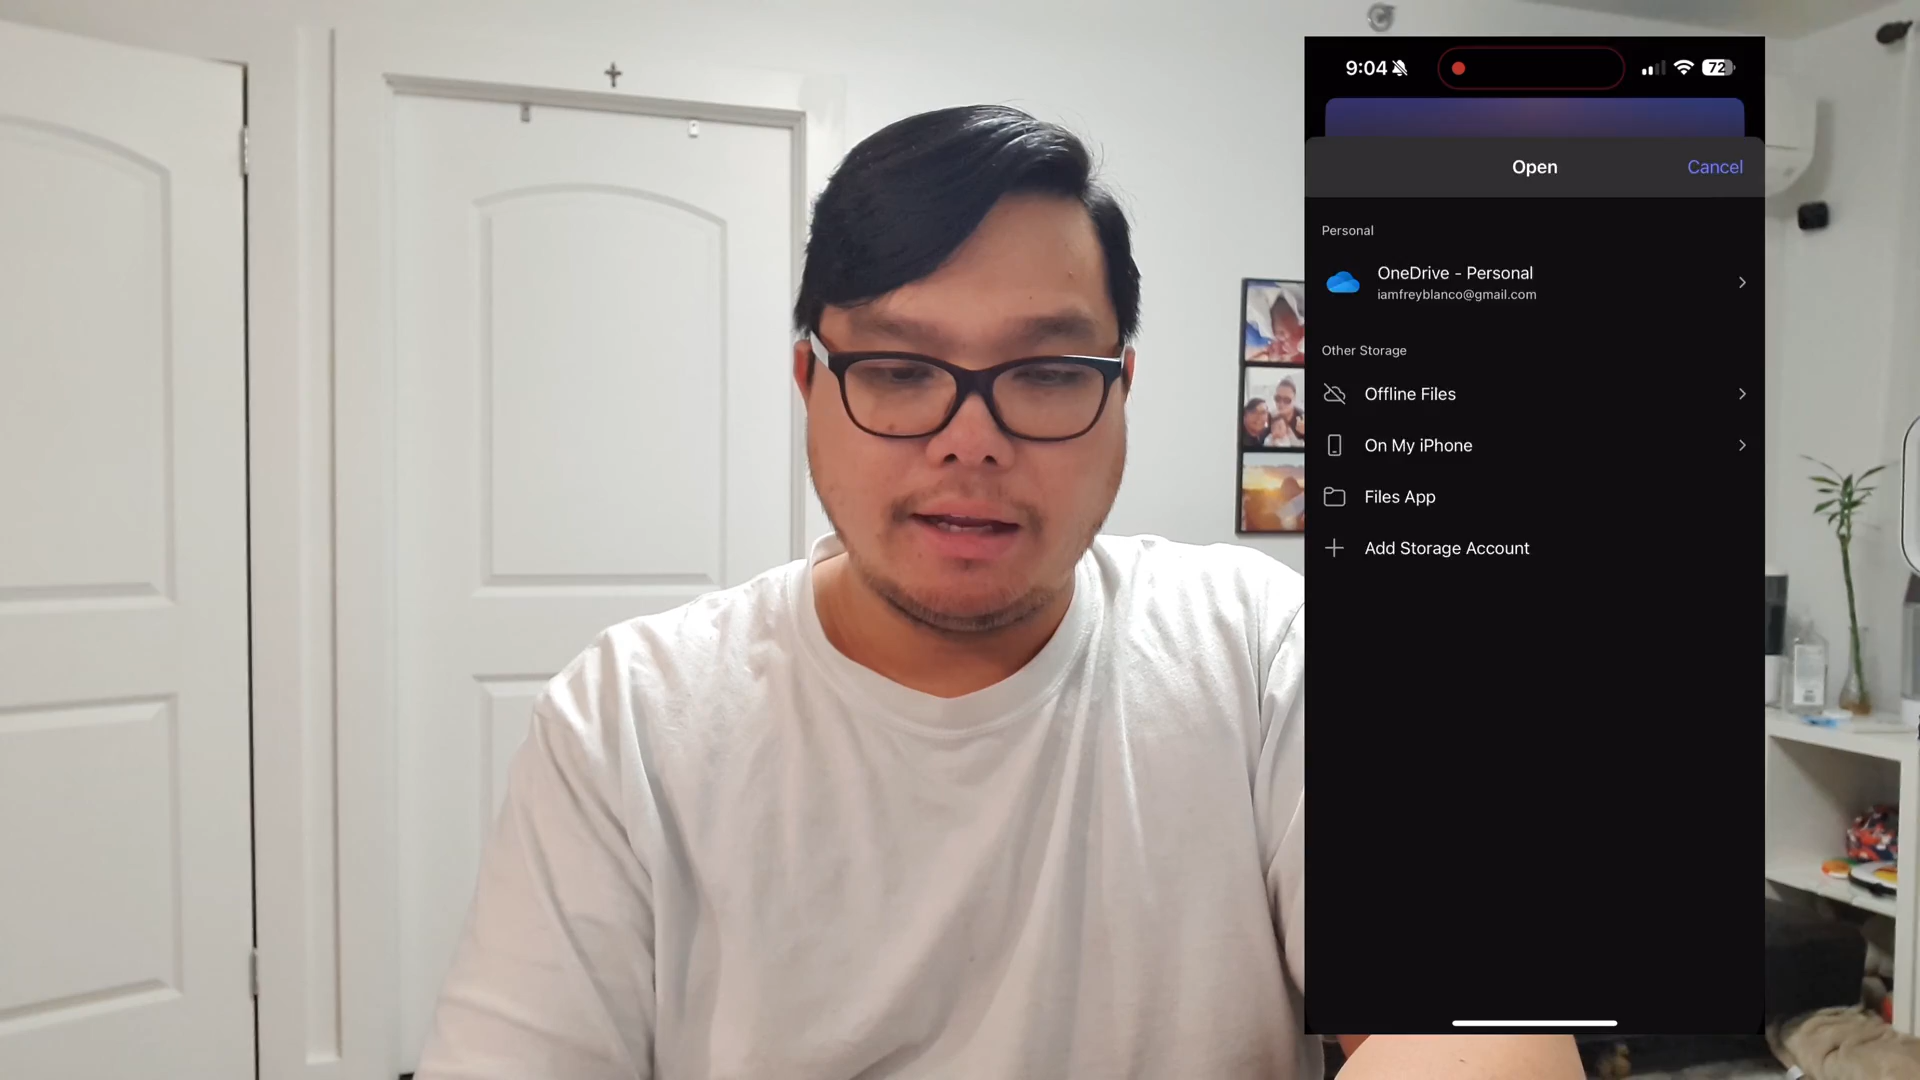 9:04
72
Open
Cancel
Personal
OneDrive - Personal
iamfreyblanco@gmail.com
Other Storage
Offline Files
On My iPhone
Files App
Add Storage Account